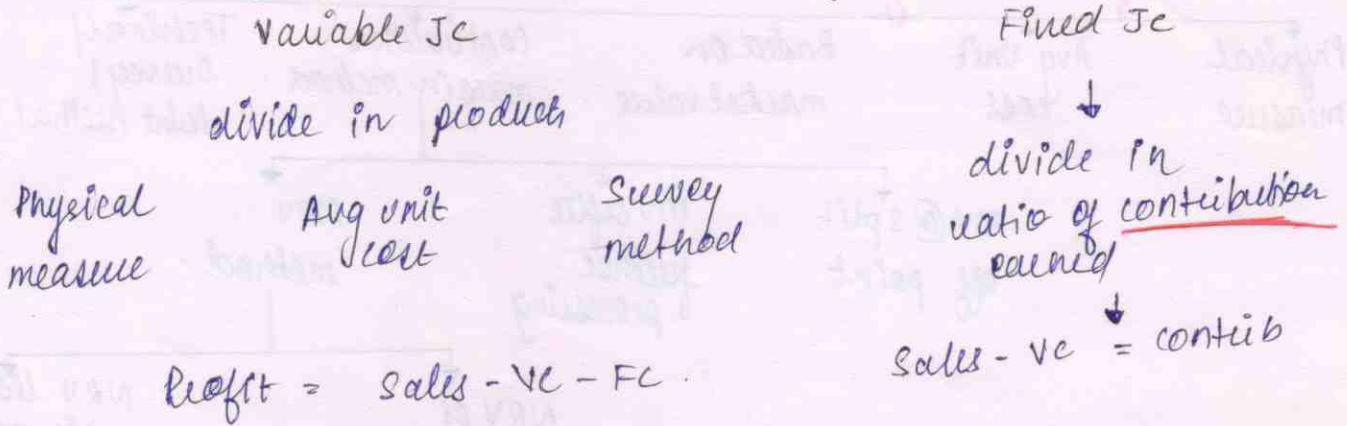 Variable Jc
Fixed Jc
divide in products
Physical measure
Avg unit cost
Survey method
divide in
ratio of contribution
earned
Sales - VC = contrib
Profit = Sales - VC - FC.